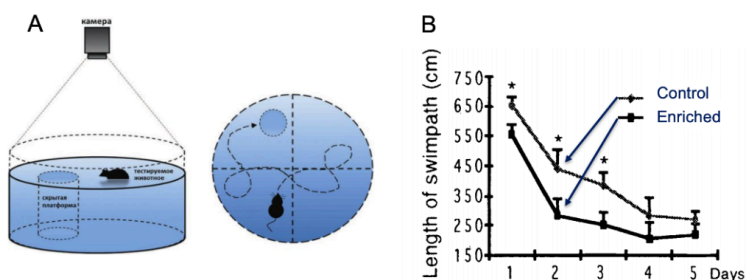 A
камера
тестируемое
животное
скрытая
платформа
B
Length of swimpath (cm)
750
650
550
450
350
250
150
1 2 3 4 5 Days
* * *
Control
Enriched